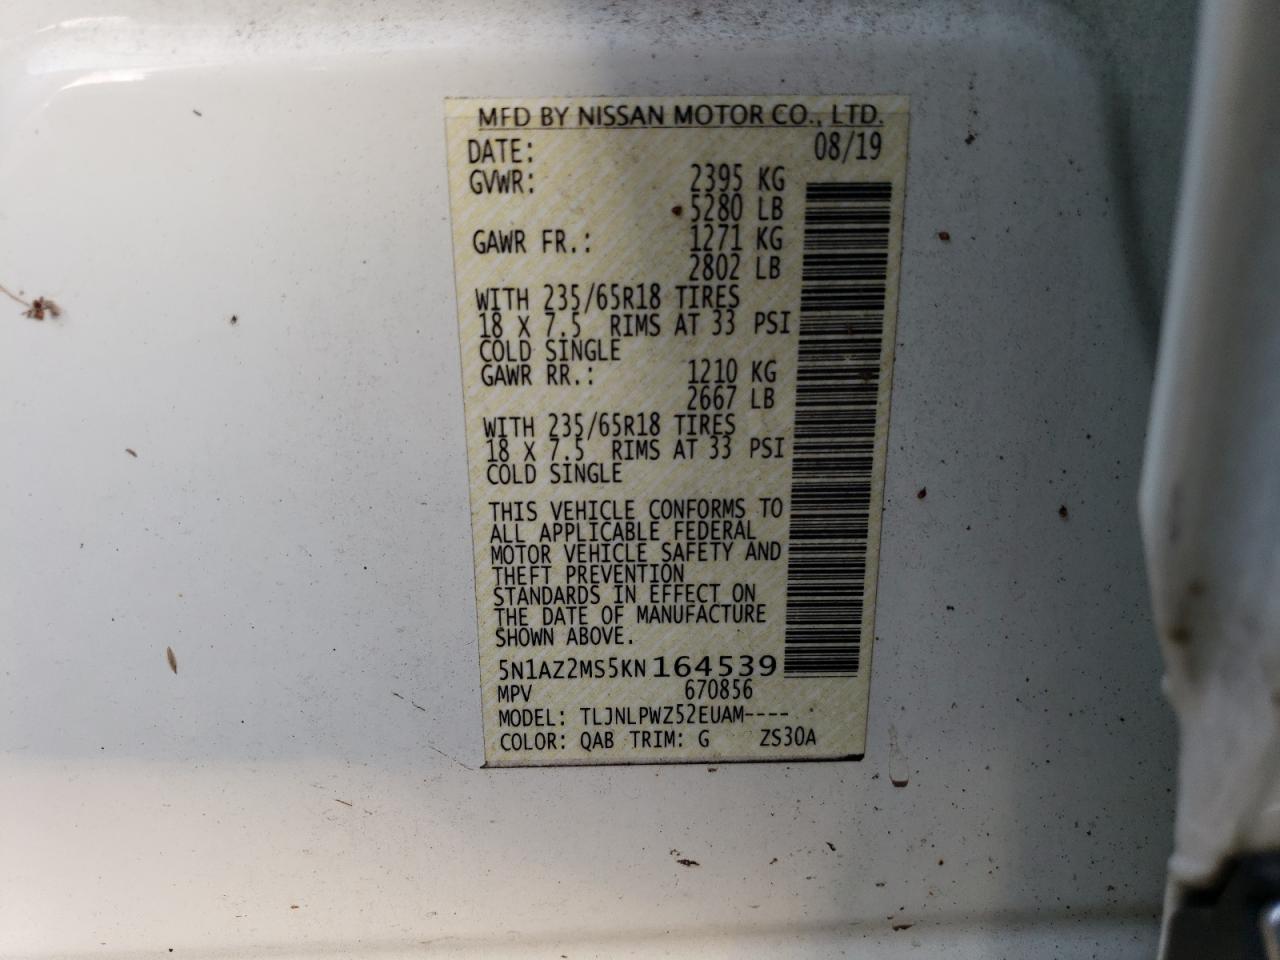 MFD BY NISSAN MOTOR CO., LTD.
DATE: 08/19
GVWR: 2395 KG
5280 LB
GAWR FR.: 1271 KG
2802 LB
WITH 235/65R18 TIRES
18 X 7.5 RIMS AT 33 PSI
COLD SINGLE
GAWR RR.: 1210 KG
2667 LB
WITH 235/65R18 TIRES
18 X 7.5 RIMS AT 33 PSI
COLD SINGLE
THIS VEHICLE CONFORMS TO
ALL APPLICABLE FEDERAL
MOTOR VEHICLE SAFETY AND
THEFT PREVENTION
STANDARDS IN EFFECT ON
THE DATE OF MANUFACTURE
SHOWN ABOVE.
5N1AZ2MS5KN164539
MPV 670856
MODEL: TLJNLPWZ52EUAM----
COLOR: QAB TRIM: G ZS30A